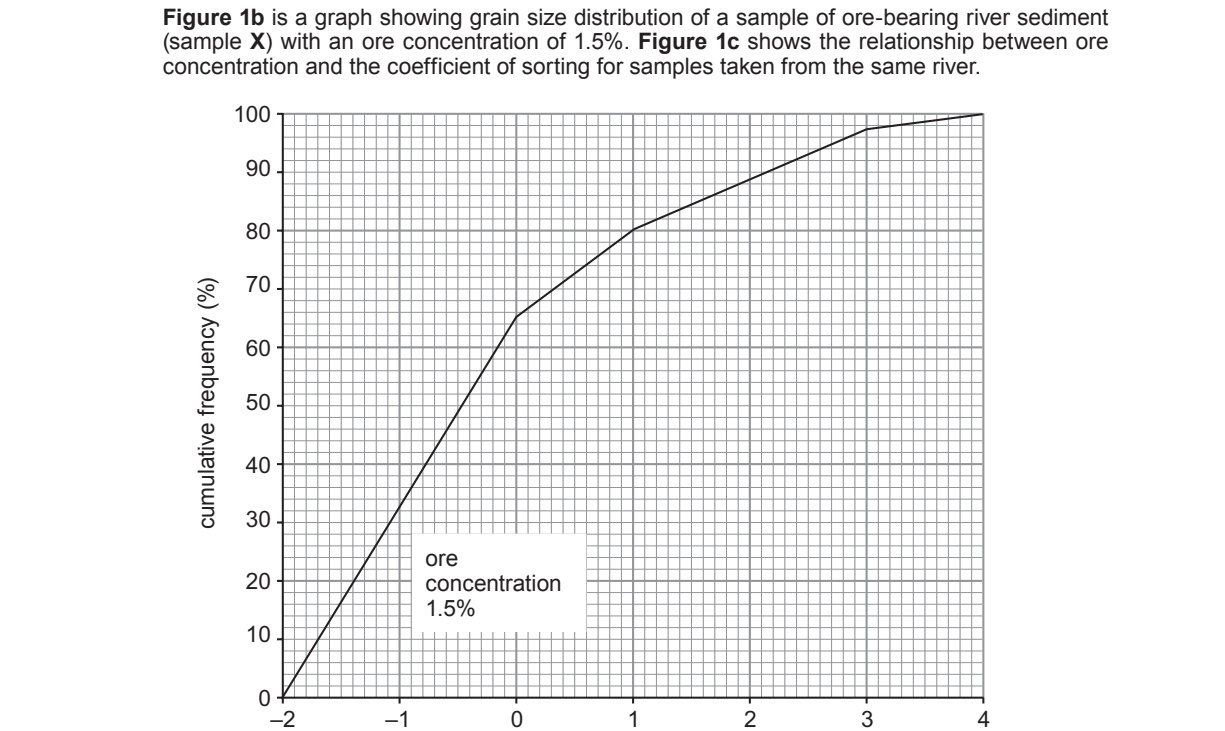 Figure 1b is a graph showing grain size distribution of a sample of ore-bearing river sediment
(sample X) with an ore concentration of 1.5%. Figure 1c shows the relationship between ore
concentration and the coefficient of sorting for samples taken from the same river.
100
90
80
70
60
50
40
30
20
10
0
cumulative frequency (%)
ore
concentration
1.5%
–2 –1 0 1 2 3 4